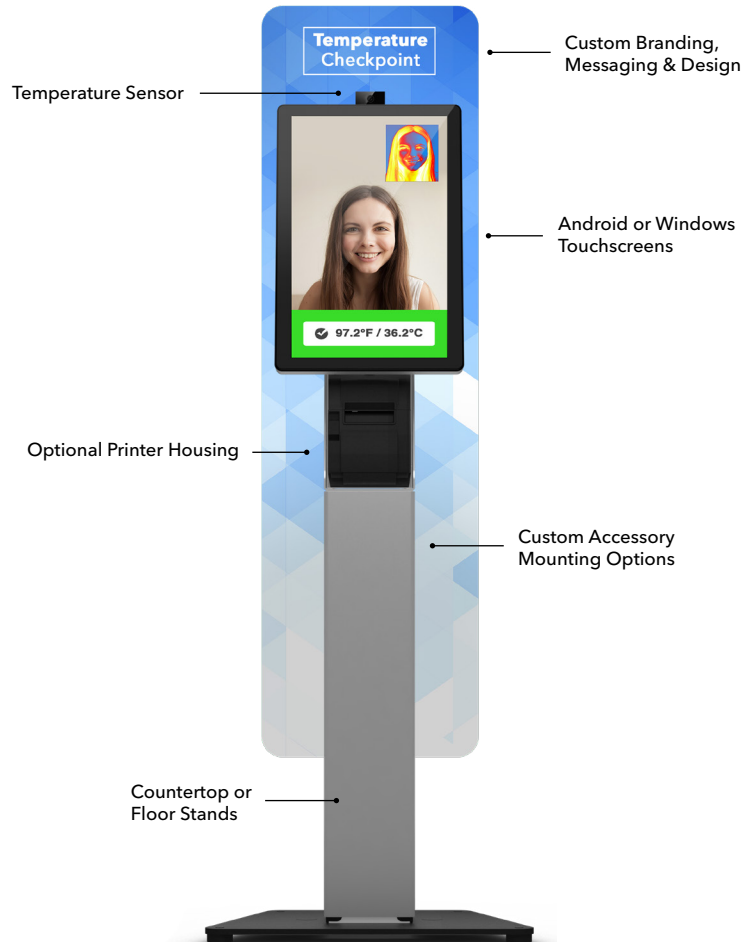 Temperature
Checkpoint
Custom Branding,
Messaging & Design
Temperature Sensor
Android or Windows
Touchscreens
97.2°F / 36.2°C
Optional Printer Housing
Custom Accessory
Mounting Options
Countertop or
Floor Stands